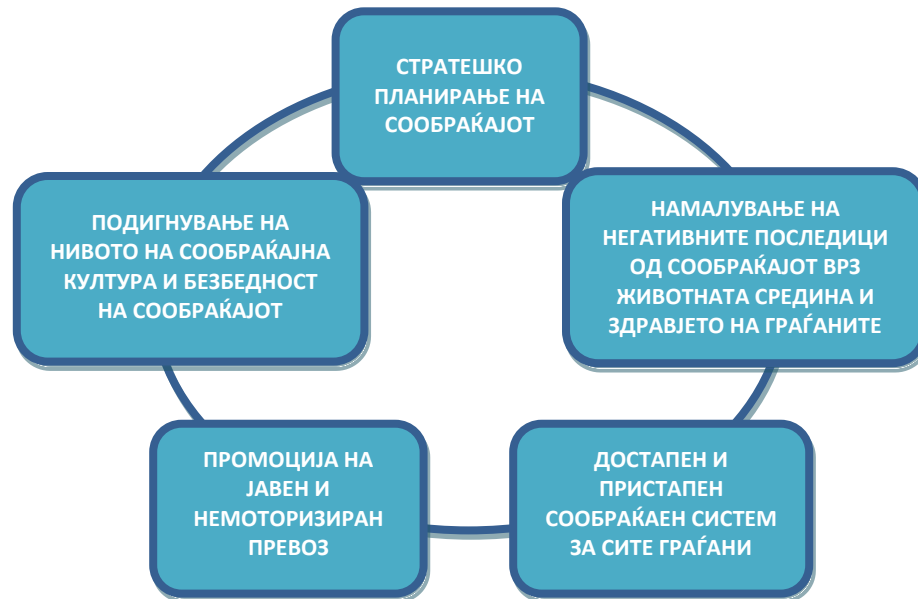 СТРАТЕШКО
ПЛАНИРАЊЕ НА
СООБРАЌАЈОТ
ПОДИГНУВАЊЕ НА
НИВОТО НА СООБРАЌАЈНА
КУЛТУРА И БЕЗБЕДНОСТ
НА СООБРАЌАЈОТ
НАМАЛУВАЊЕ НА
НЕГАТИВНИТЕ ПОСЛЕДИЦИ
ОД СООБРАЌАЈОТ ВРЗ
ЖИВОТНАТА СРЕДИНА И
ЗДРАВЈЕТО НА ГРАЃАНИТЕ
ПРОМОЦИЈА НА
ЈАВЕН И
НЕМОТОРИЗИРАН
ПРЕВОЗ
ДОСТАПЕН И
ПРИСТАПЕН
СООБРАЌАЕН СИСТЕМ
ЗА СИТЕ ГРАЃАНИ